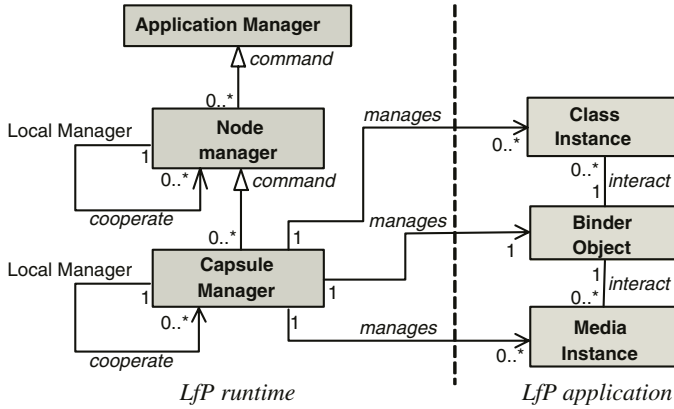 Application Manager
command
0..*
Node
manager
Local Manager
1
0..*
cooperate
command
0..*
Capsule
Manager
Local Manager
1
0..*
cooperate
1
manages
0..*
1
manages
1
1
manages
0..*
Class
Instance
0..*
interact
1
Binder
Object
1
interact
0..*
Media
Instance
LfP runtime
LfP application